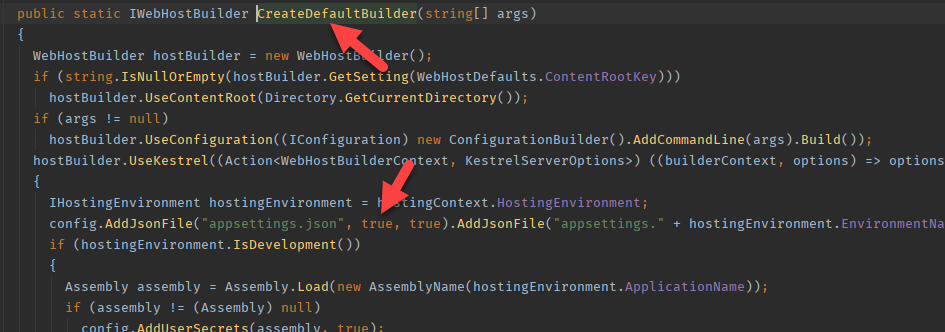 public static IWebHostBuilder CreateDefaultBuilder(string[] args)
{
WebHostBuilder hostBuilder = new WebHostBuilder();
if (string.IsNullOrEmpty(hostBuilder.GetSetting(WebHostDefaults.ContentRootKey)))
hostBuilder.UseContentRoot(Directory.GetCurrentDirectory());
if (args != null)
hostBuilder.UseConfiguration((IConfiguration) new ConfigurationBuilder().AddCommandLine(args).Build());
hostBuilder.UseKestrel((Action<WebHostBuilderContext, KestrelServerOptions>) ((builderContext, options) => options
{
IHostingEnvironment hostingEnvironment = hostingContext.HostingEnvironment;
config.AddJsonFile("appsettings.json", true, true).AddJsonFile("appsettings." + hostingEnvironment.EnvironmentNa
if (hostingEnvironment.IsDevelopment())
{
Assembly assembly = Assembly.Load(new AssemblyName(hostingEnvironment.ApplicationName));
if (assembly != (Assembly) null)
config.AddUserSecrets(assembly, true);